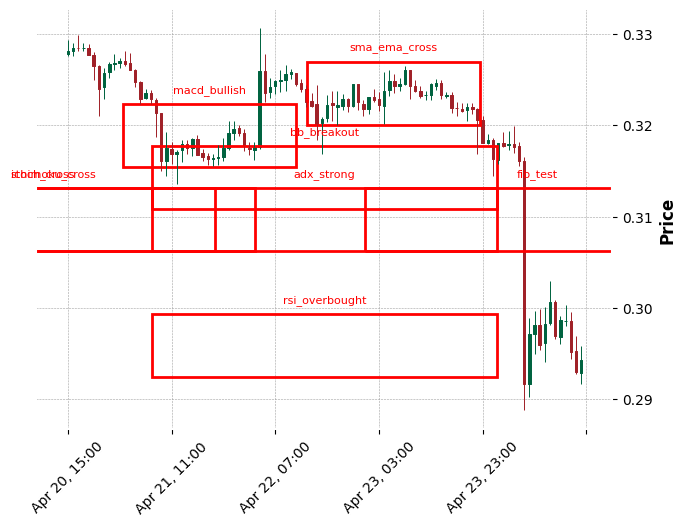 sma_ema_cross
macd_bullish
bb_breakout
ichimoku_cross
adx_strong
fib_test
rsi_overbought
0.33
0.32
0.31
0.30
0.29
Price
Apr 20, 15:00
Apr 21, 11:00
Apr 22, 07:00
Apr 23, 03:00
Apr 23, 23:00